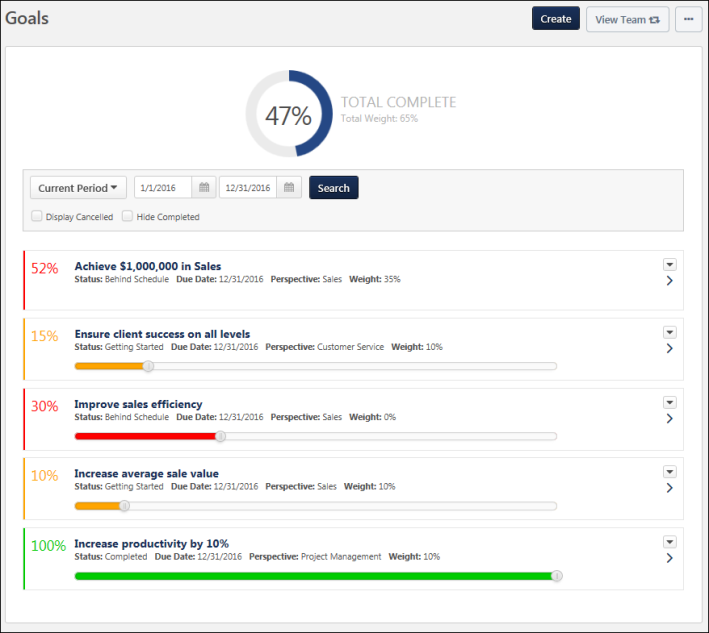 Goals
Create
View Team
47%
TOTAL COMPLETE
Total Weight: 65%
Current Period
1/1/2016
12/31/2016
Search
Display Cancelled
Hide Completed
52%
Achieve $1,000,000 in Sales
Status: Behind Schedule Due Date: 12/31/2016 Perspective: Sales Weight: 35%
15%
Ensure client success on all levels
Status: Getting Started Due Date: 12/31/2016 Perspective: Customer Service Weight: 10%
30%
Improve sales efficiency
Status: Behind Schedule Due Date: 12/31/2016 Perspective: Sales Weight: 0%
10%
Increase average sale value
Status: Getting Started Due Date: 12/31/2016 Perspective: Sales Weight: 10%
100%
Increase productivity by 10%
Status: Completed Due Date: 12/31/2016 Perspective: Project Management Weight: 10%